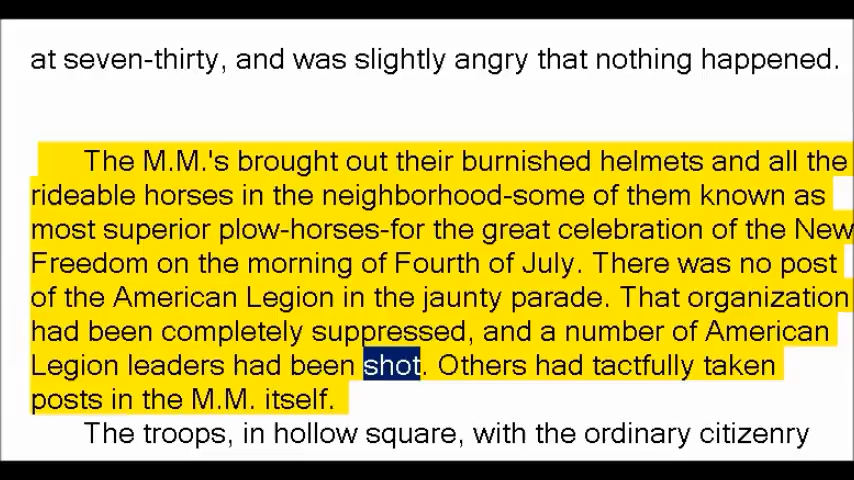 at seven-thirty, and was slightly angry that nothing happened.
The M.M.'s brought out their burnished helmets and all the
rideable horses in the neighborhood-some of them known as
most superior plow-horses-for the great celebration of the New
Freedom on the morning of Fourth of July. There was no post
of the American Legion in the jaunty parade. That organization
had been completely suppressed, and a number of American
Legion leaders had been shot. Others had tactfully taken
posts in the M.M. itself.
The troops, in hollow square, with the ordinary citizenry